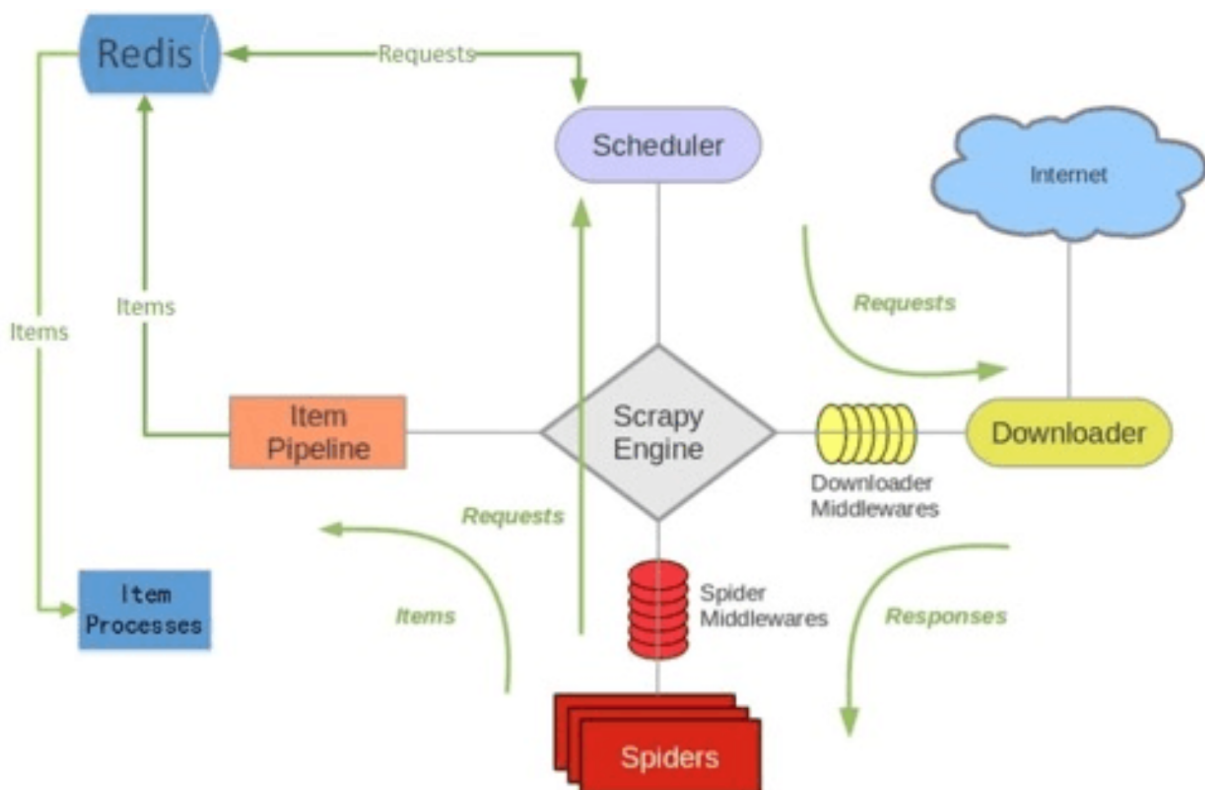 Redis
Requests
Scheduler
Internet
Requests
Items
Items
Item
Pipeline
Scrapy
Engine
Downloader
Downloader
Middlewares
Requests
Item
Processes
Items
Spider
Middlewares
Responses
Spiders